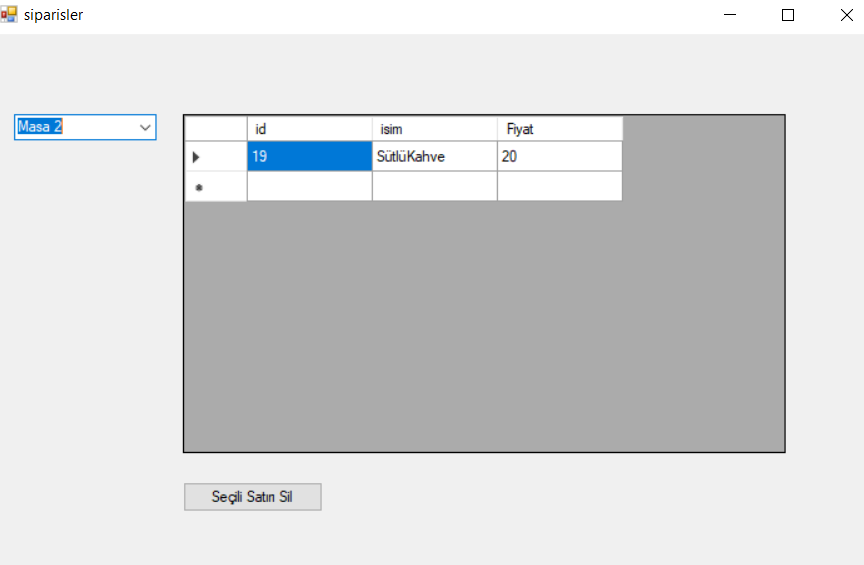 siparisler
Masa 2
id isim Fiyat
19 SütlüKahve 20
Seçili Satırı Sil